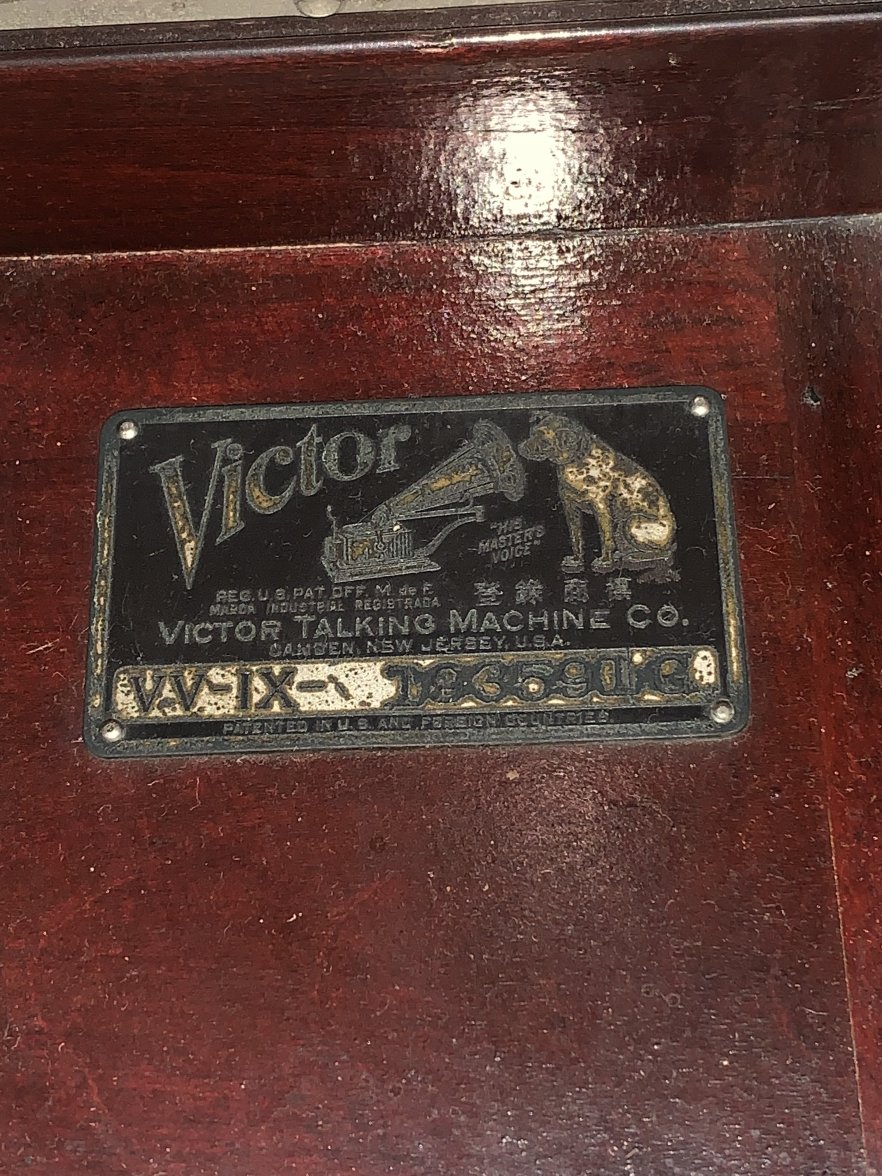 Victor
"HIS
MASTER'S
VOICE"
REG. U.S. PAT. OFF. M. de F.
MARCA INDUSTRIAL REGISTRADA
登錄商標
VICTOR TALKING MACHINE CO.
CAMDEN, NEW JERSEY, U.S.A.
VV-IX-
PATENTED IN U.S. AND FOREIGN COUNTRIES